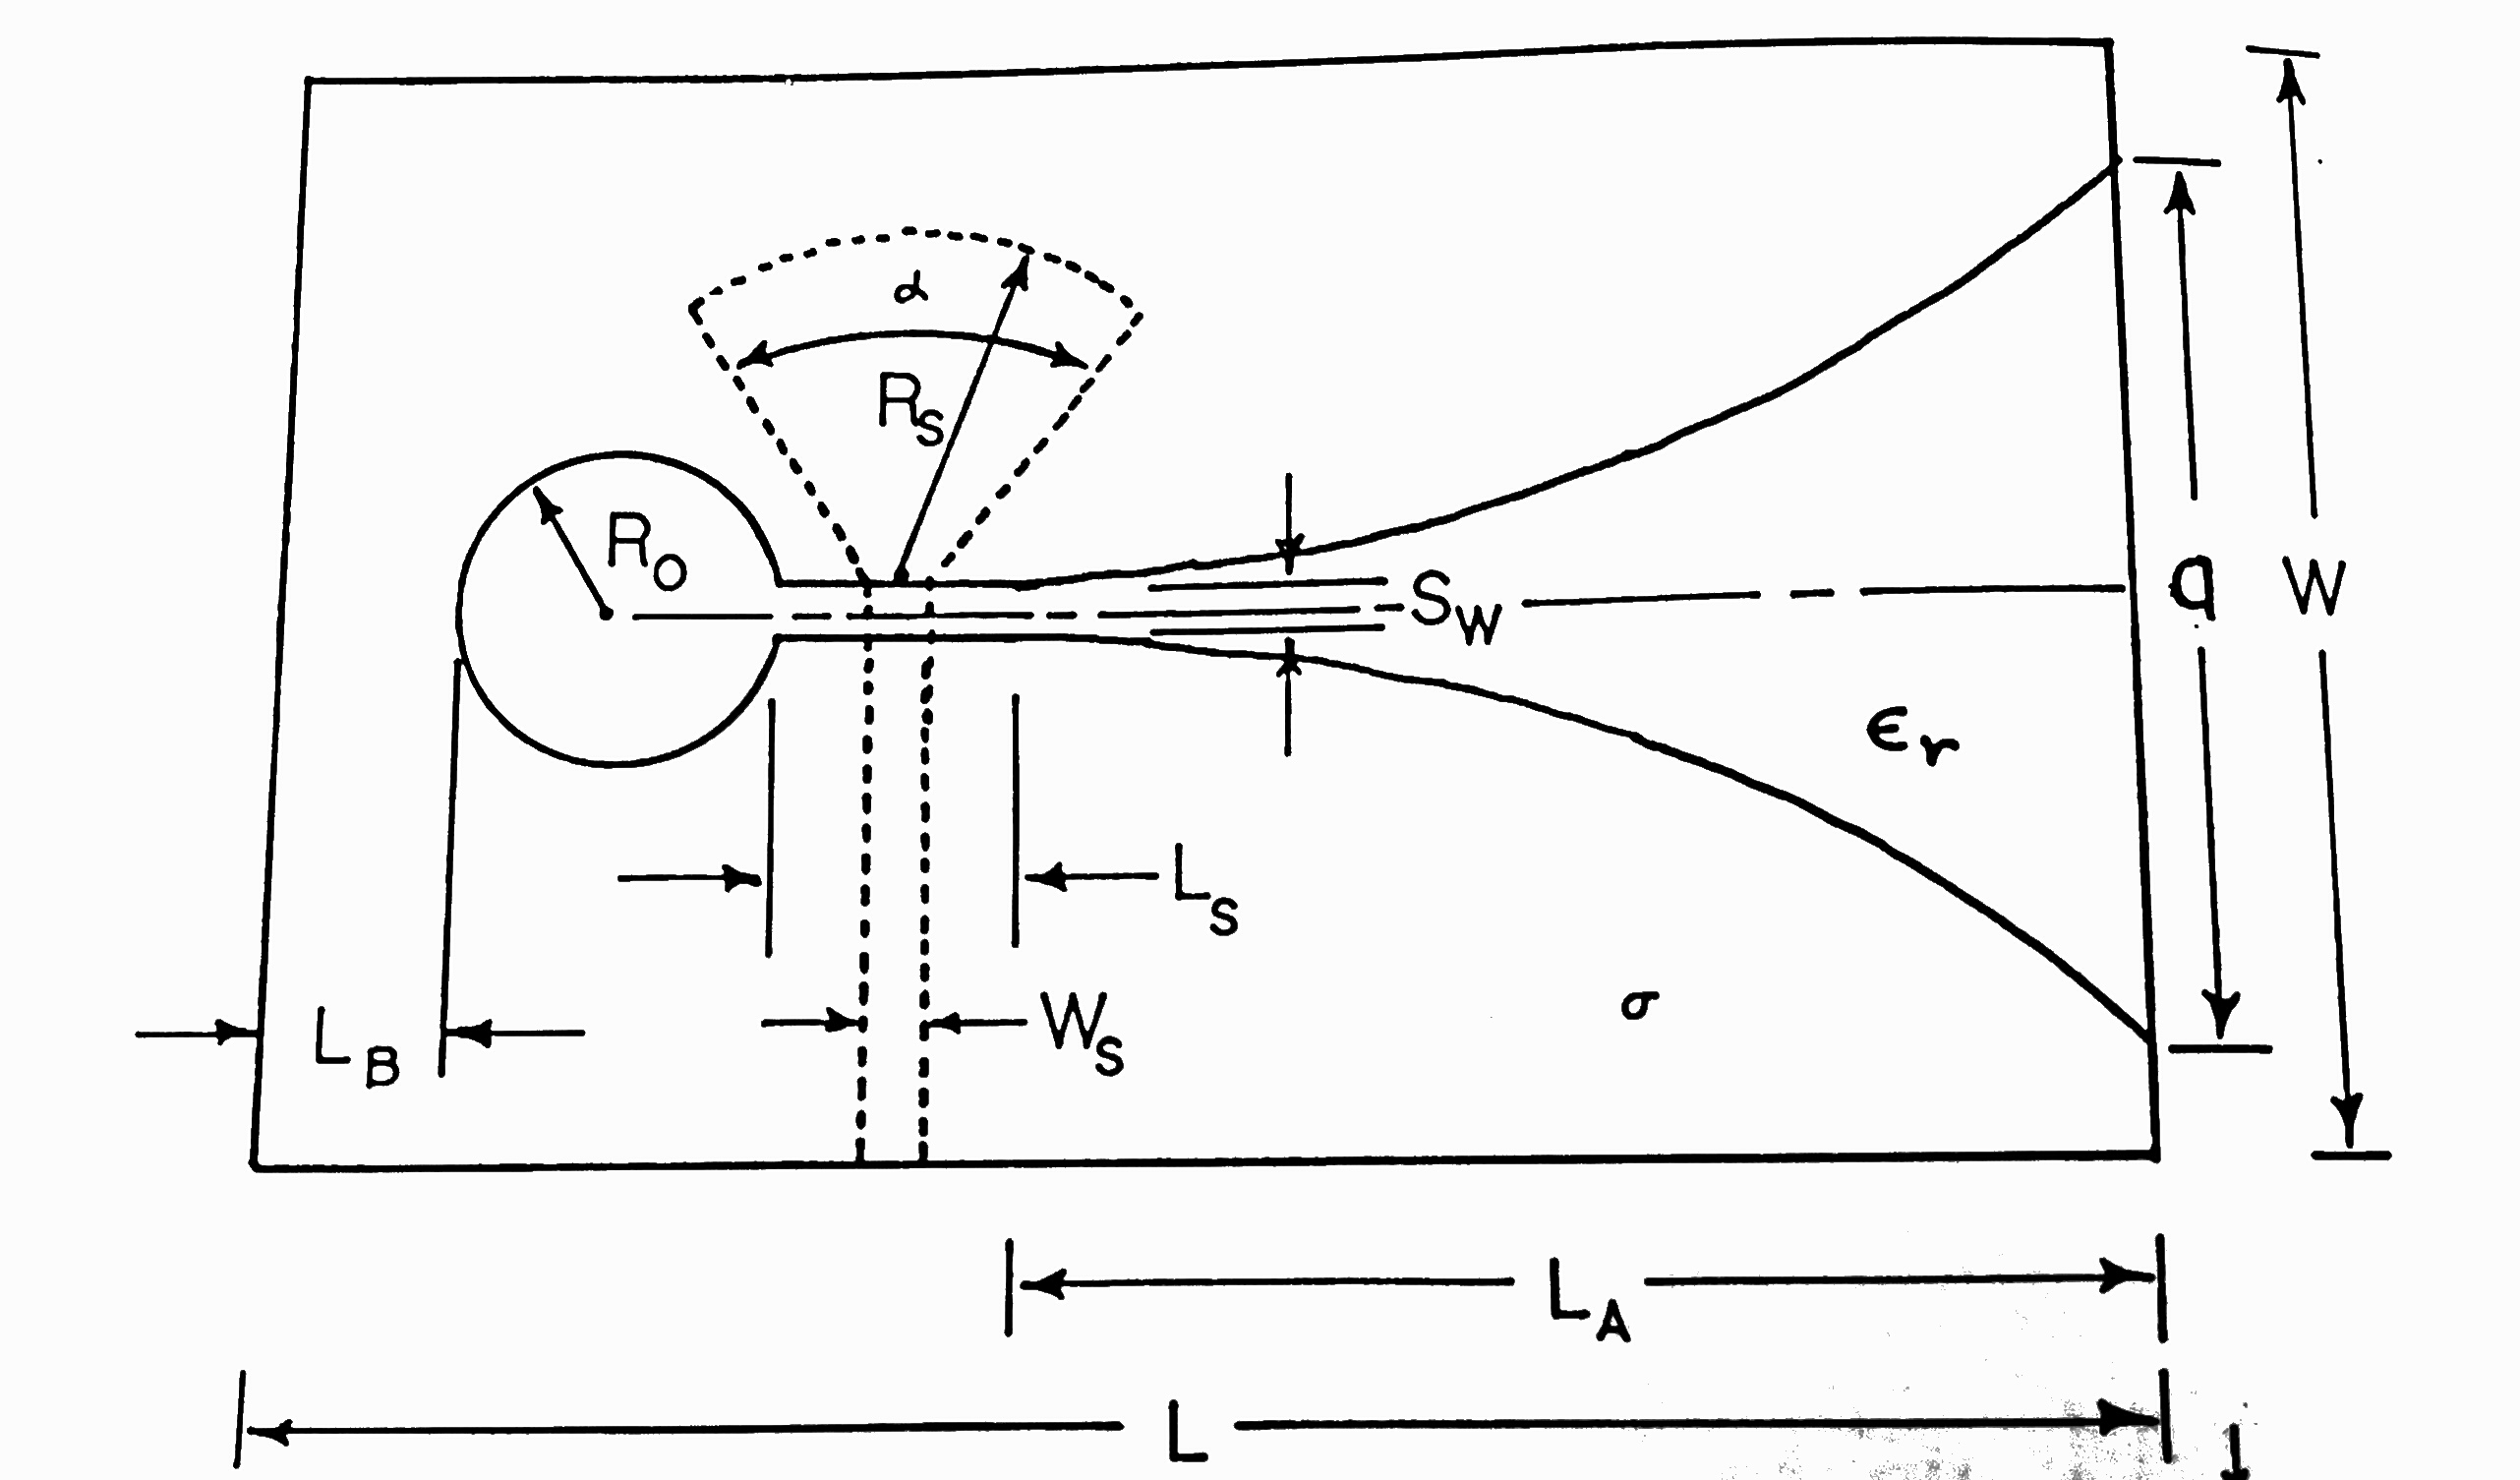 α
R_S
R_O
S_W
q
W
ϵ_r
L_S
σ
W_S
L_B
L_A
L